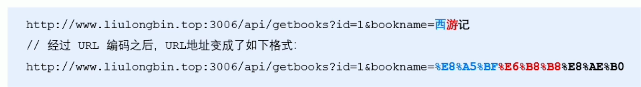 http://www.liulongbin.top:3006/api/getbooks?id=1&bookname=西游记
// 经过 URL 编码之后，URL地址变成了如下格式：
http://www.liulongbin.top:3006/api/getbooks?id=1&bookname=%E8%A5%BF%E6%B8%B8%E8%AE%B0